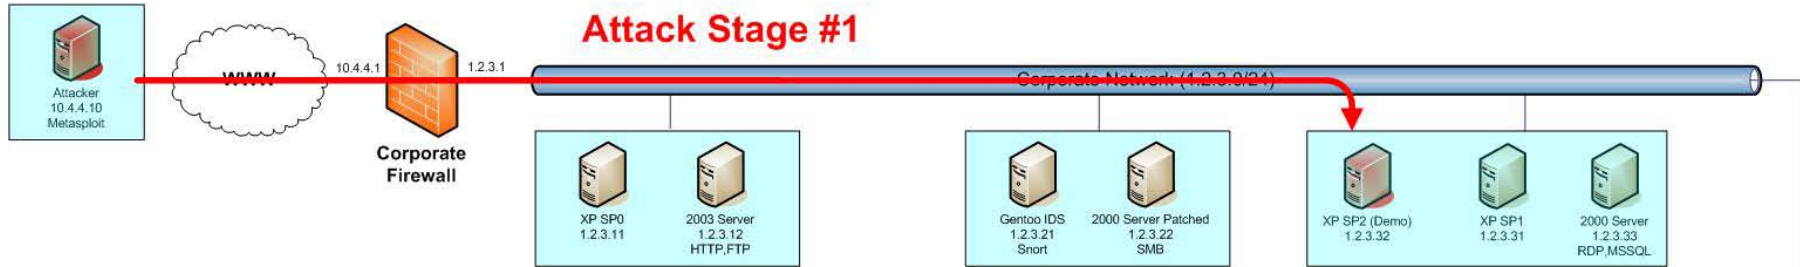 Attack Stage #1
Attacker
10.4.4.10
Metasploit
WWW
10.4.4.1
1.2.3.1
Corporate
Firewall
Corporate Network (1.2.3.0/24)
XP SP0
1.2.3.11
2003 Server
1.2.3.12
HTTP,FTP
Gentoo IDS
1.2.3.21
Snort
2000 Server Patched
1.2.3.22
SMB
XP SP2 (Demo)
1.2.3.32
XP SP1
1.2.3.31
2000 Server
1.2.3.33
RDP,MSSQL